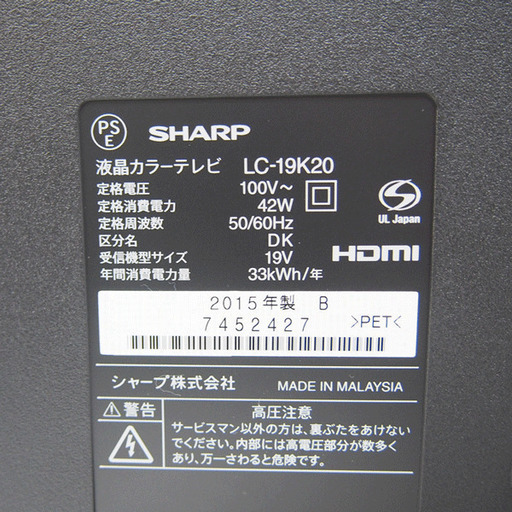 PSE SHARP
液晶カラーテレビ LC-19K20
定格電圧 100V～
定格消費電力 42W
定格周波数 50/60Hz
区分名 DK
受信機型サイズ 19V
年間消費電力量 33kWh/年
UL Japan
HDMI
2015年製 B
7452427 >PET<
シャープ株式会社 MADE IN MALAYSIA
⚠警告 高圧注意
サービスマン以外の方は、裏ぶたをあけない
でください。内部には高電圧部分が数多く
あり、万一さわると危険です。